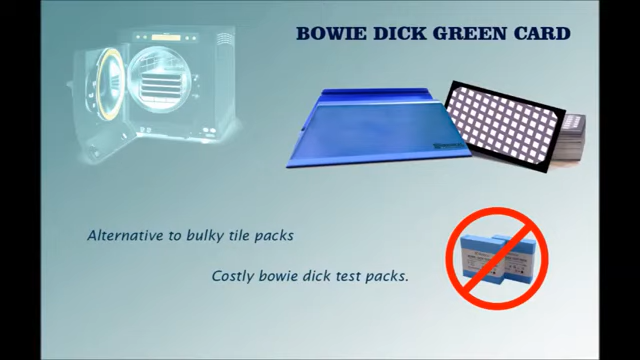 BOWIE DICK GREEN CARD
Alternative to bulky tile packs
Costly bowie dick test packs.